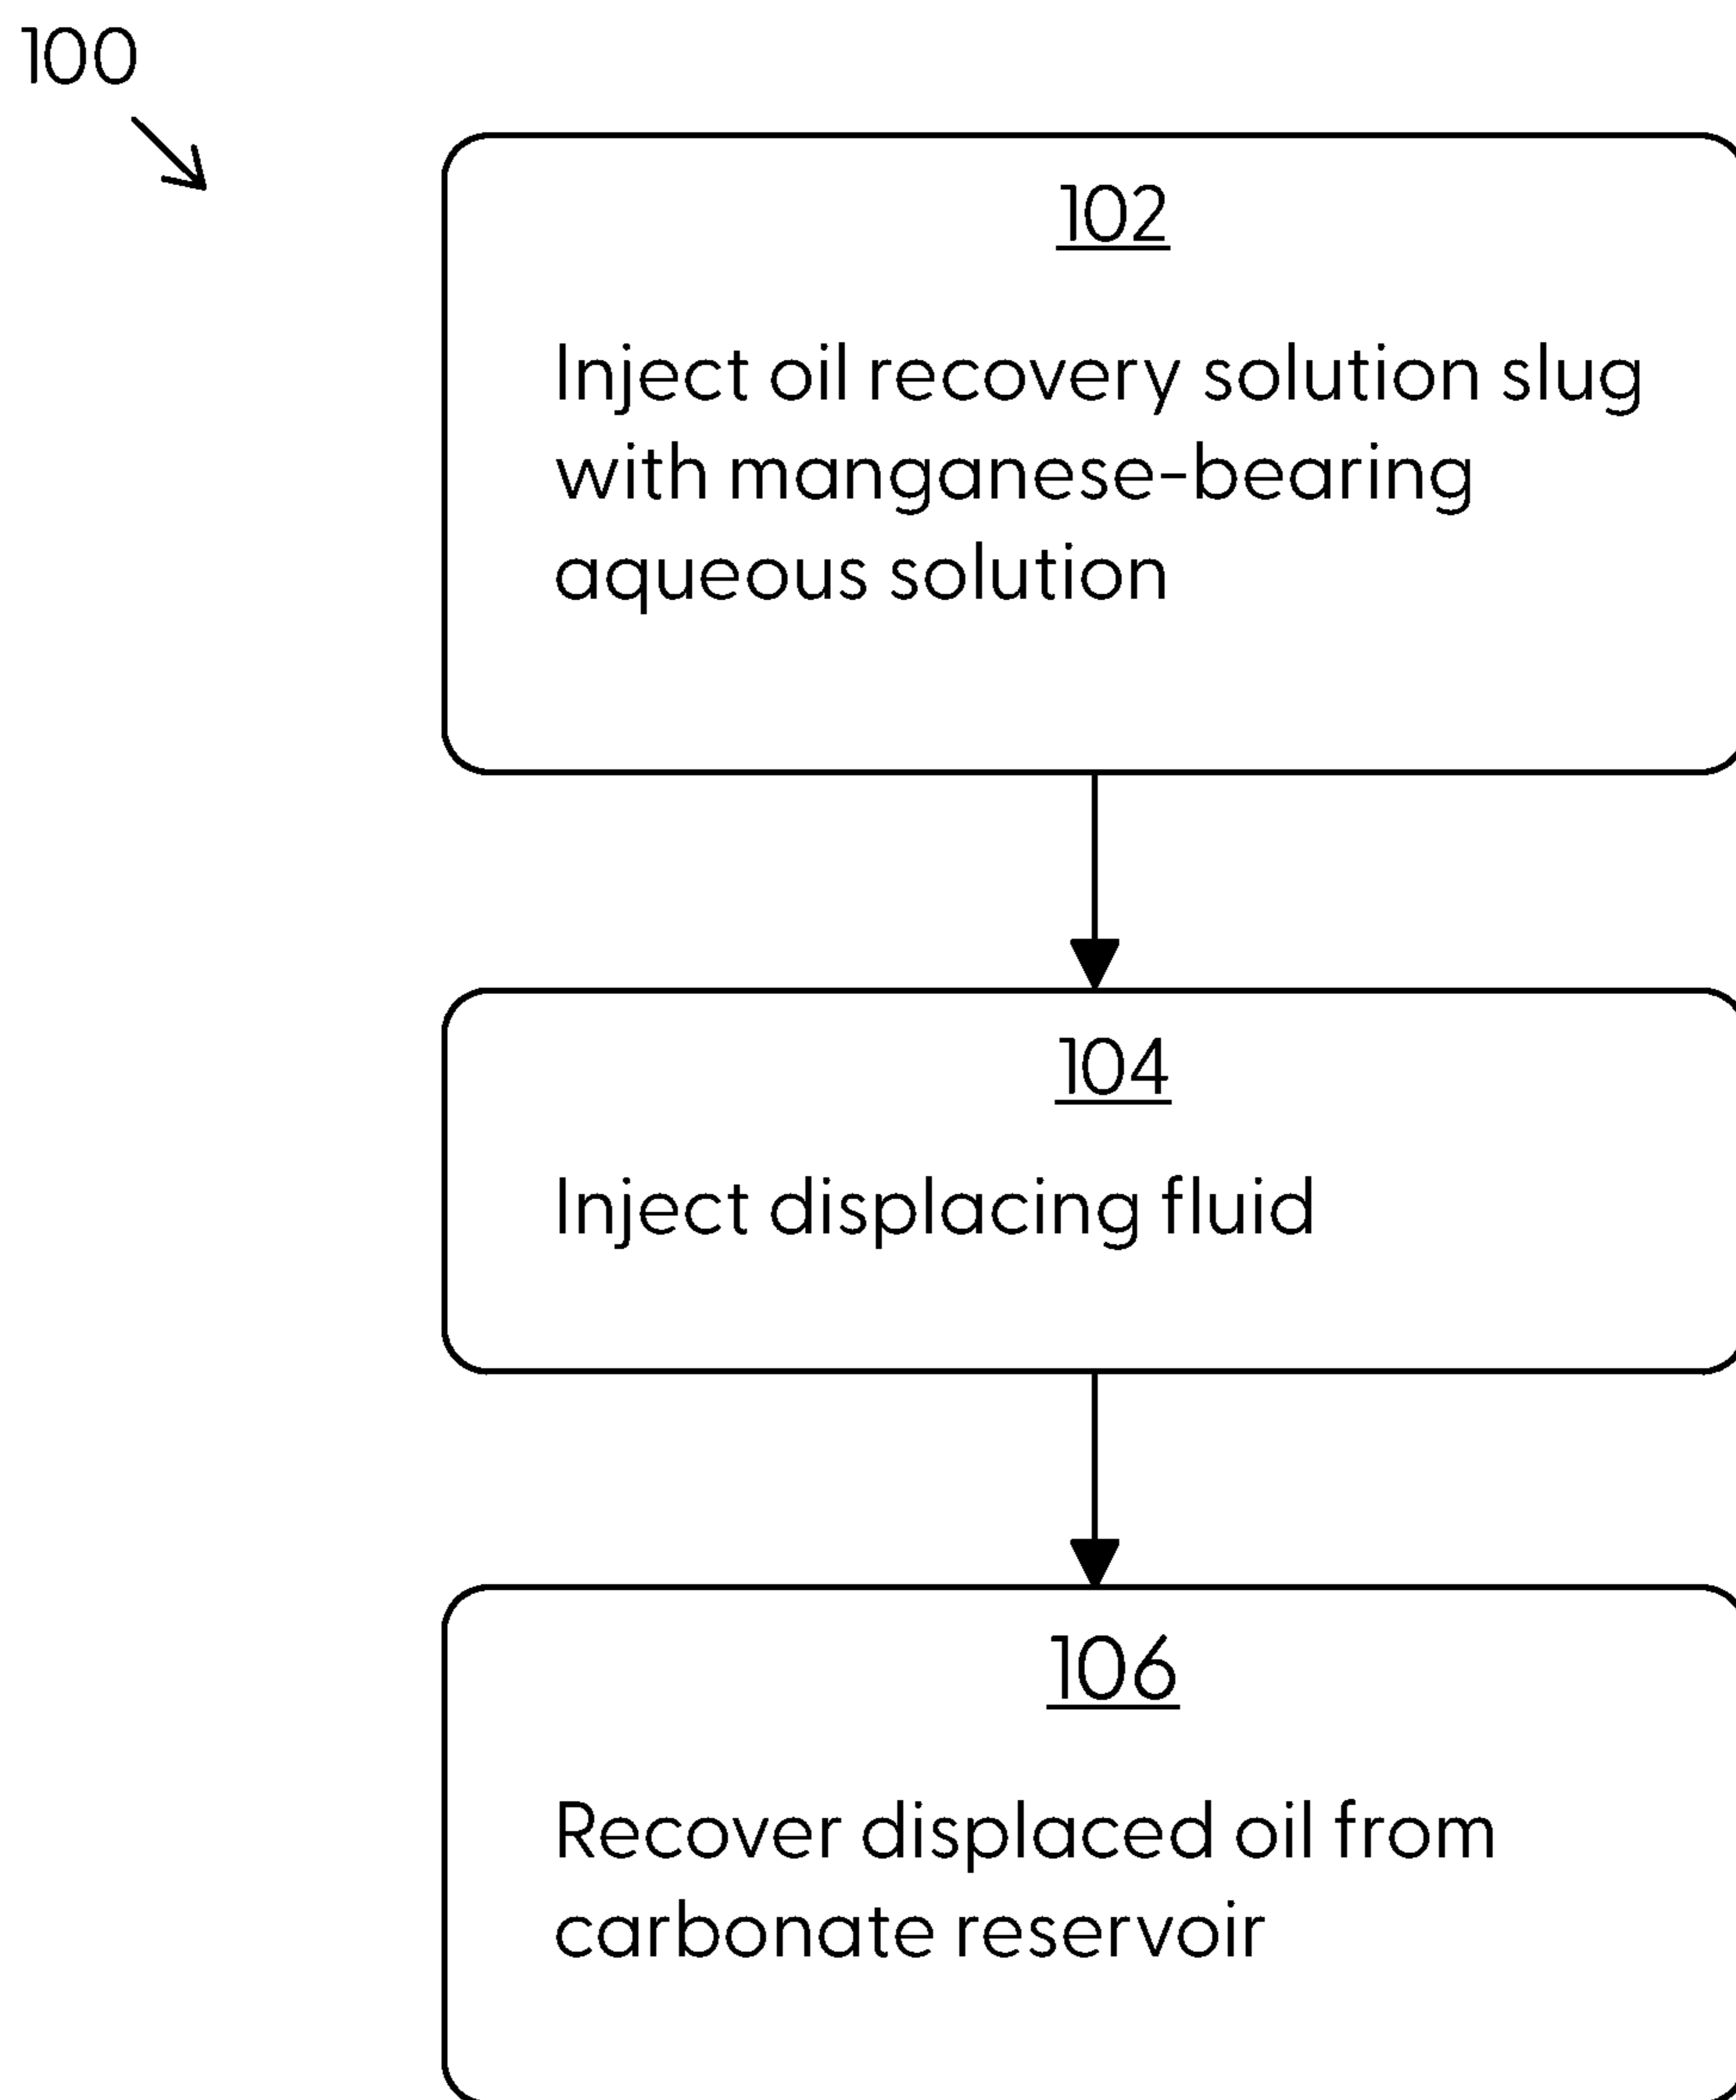 100
102
Inject oil recovery solution slug
with manganese-bearing
aqueous solution
104
Inject displacing fluid
106
Recover displaced oil from
carbonate reservoir